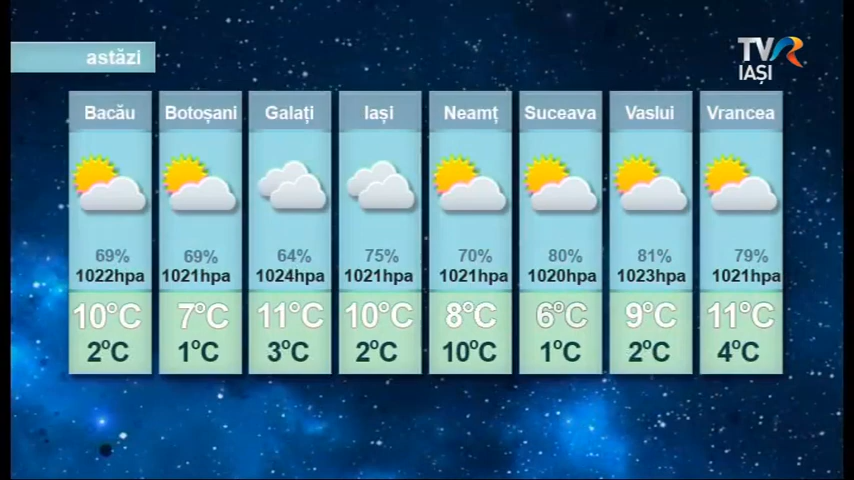 astăzi
TVR
IAȘI
Bacău Botoșani Galați Iași Neamț Suceava Vaslui Vrancea
69% 69% 64% 75% 70% 80% 81% 79%
1022hpa 1021hpa 1024hpa 1021hpa 1021hpa 1020hpa 1023hpa 1021hpa
10°C 7°C 11°C 10°C 8°C 6°C 9°C 11°C
2°C 1°C 3°C 2°C 10°C 1°C 2°C 4°C